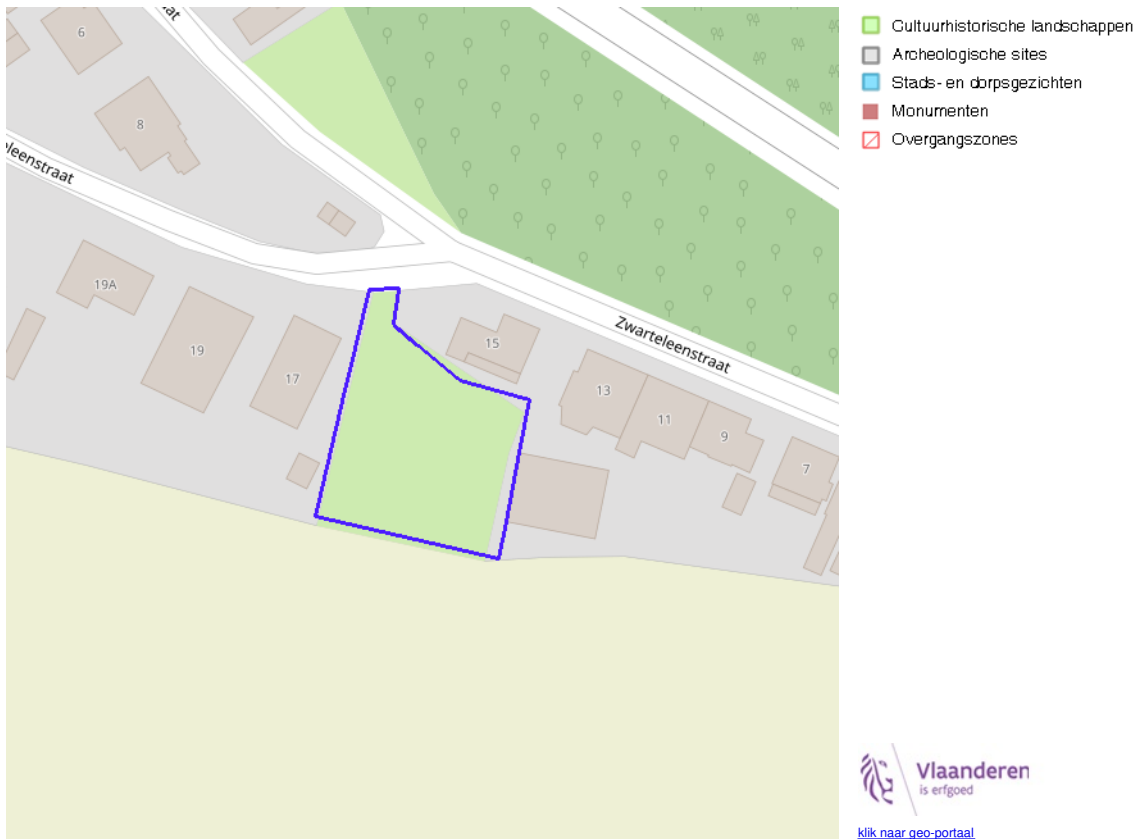 aat
6
8
eleenstraat
19A
19
17
15
Zwarteleenstraat
13
11
9
7
Cultuurhistorische landschappen
Archeologische sites
Stads- en dorpsgezichten
Monumenten
Overgangszones
Vlaanderen
is erfgoed
klik naar geo-portaal